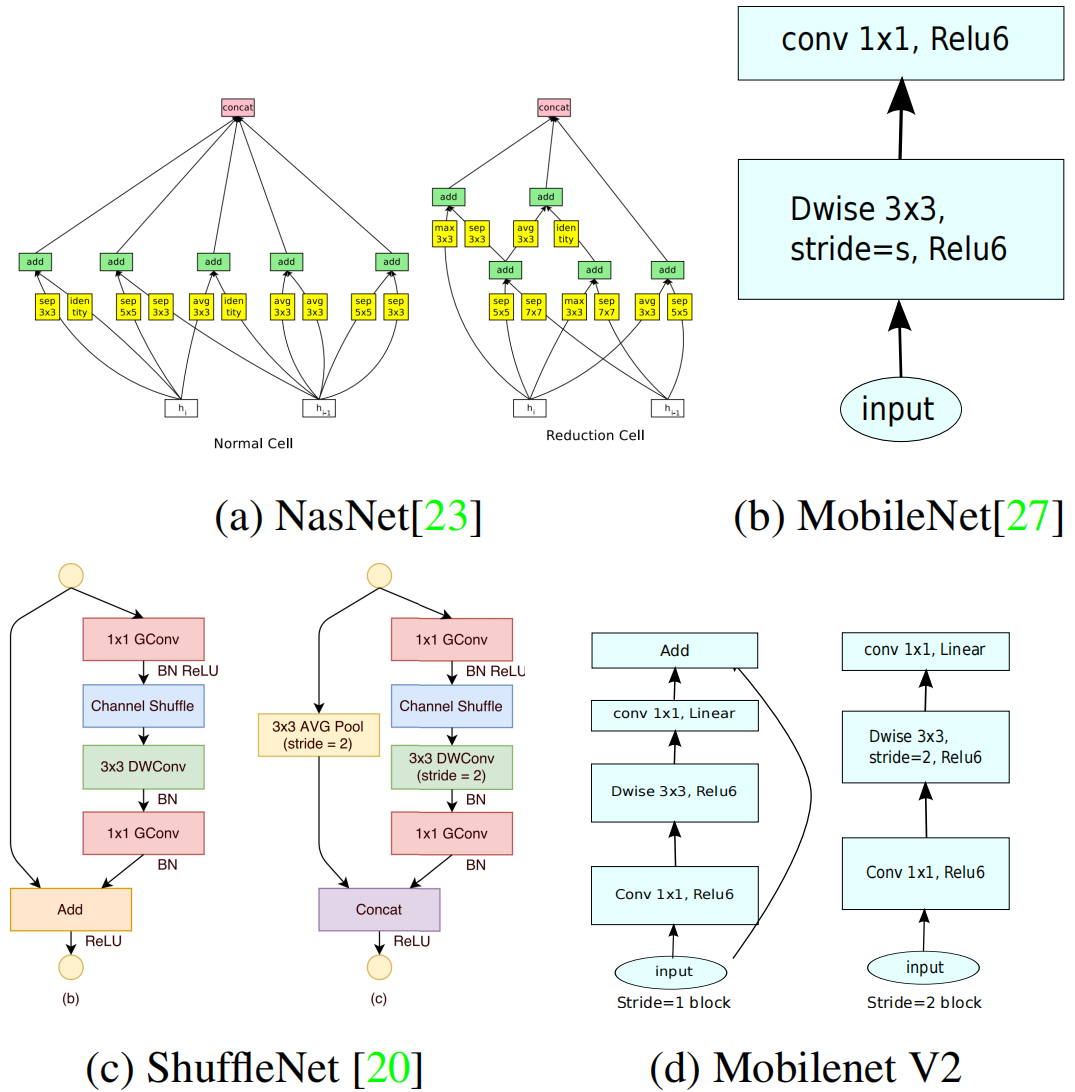 concat
add
add
add
add
add
sep
3x3
iden
tity
sep
5x5
sep
3x3
avg
3x3
iden
tity
avg
3x3
avg
3x3
sep
5x5
sep
3x3
hi
hi-1
Normal Cell
concat
add
add
max
3x3
sep
3x3
avg
3x3
iden
tity
add
add
add
sep
5x5
sep
7x7
max
3x3
sep
7x7
avg
3x3
sep
5x5
hi
hi-1
Reduction Cell
(a) NasNet[23]
conv 1x1, Relu6
Dwise 3x3,
stride=s, Relu6
input
(b) MobileNet[27]
1x1 GConv
BN ReLU
Channel Shuffle
3x3 DWConv
BN
1x1 GConv
BN
Add
ReLU
(b)
1x1 GConv
BN ReLU
Channel Shuffle
3x3 AVG Pool
(stride = 2)
3x3 DWConv
(stride = 2)
BN
1x1 GConv
BN
Concat
ReLU
(c)
(c) ShuffleNet [20]
Add
conv 1x1, Linear
Dwise 3x3, Relu6
Conv 1x1, Relu6
input
Stride=1 block
conv 1x1, Linear
Dwise 3x3,
stride=2, Relu6
Conv 1x1, Relu6
input
Stride=2 block
(d) Mobilenet V2